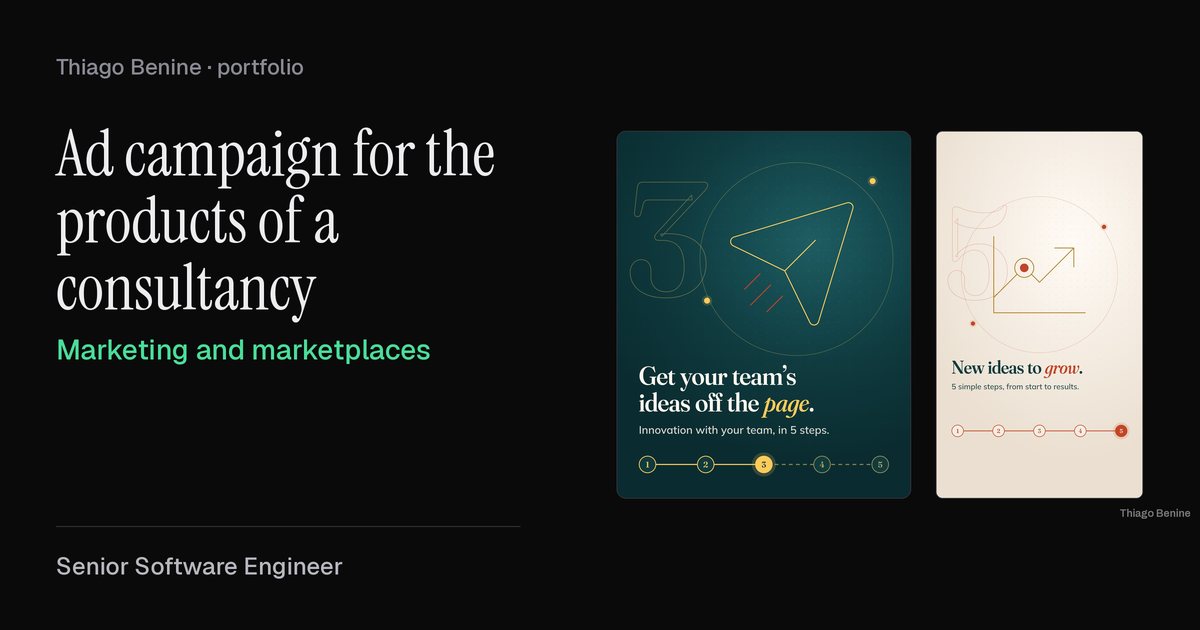 Thiago Benine · portfolio
Ad campaign for the
products of a
consultancy
Marketing and marketplaces
Senior Software Engineer
3
Get your team’s
ideas off the page.
Innovation with your team, in 5 steps.
1 2 3 4 5
5
New ideas to grow.
5 simple steps, from start to results.
1 2 3 4 5
Thiago Benine